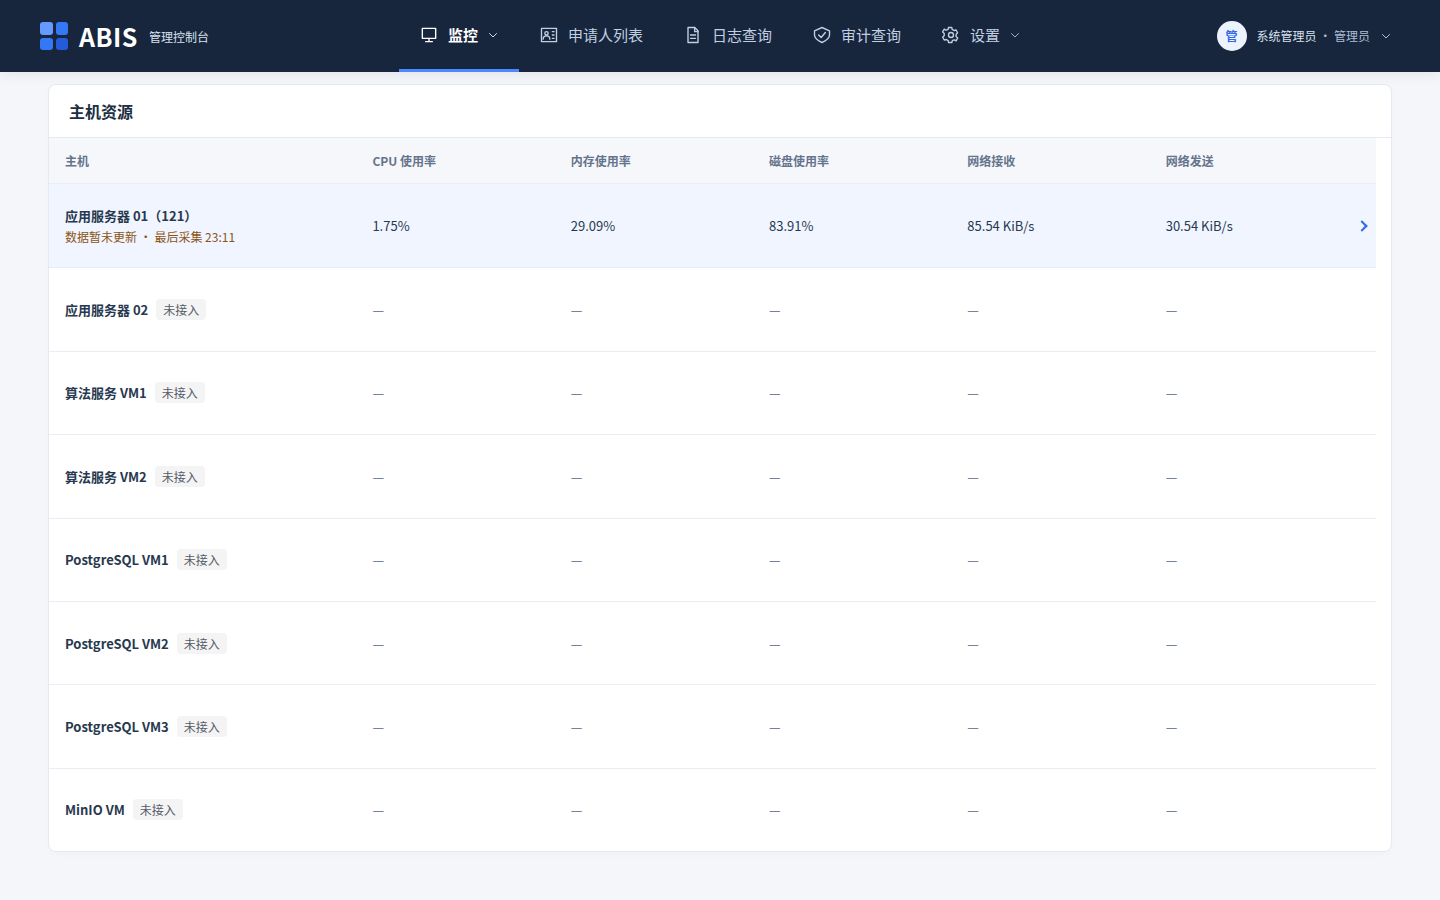 ABIS 管理控制台 监控 申请人列表 日志查询 审计查询 设置 管 系统管理员 · 管理员
主机资源
主机 CPU 使用率 内存使用率 磁盘使用率 网络接收 网络发送
应用服务器 01（121） 1.75% 29.09% 83.91% 85.54 KiB/s 30.54 KiB/s
数据暂未更新 · 最后采集 23:11
应用服务器 02 未接入 — — — — —
算法服务 VM1 未接入 — — — — —
算法服务 VM2 未接入 — — — — —
PostgreSQL VM1 未接入 — — — — —
PostgreSQL VM2 未接入 — — — — —
PostgreSQL VM3 未接入 — — — — —
MinIO VM 未接入 — — — — —